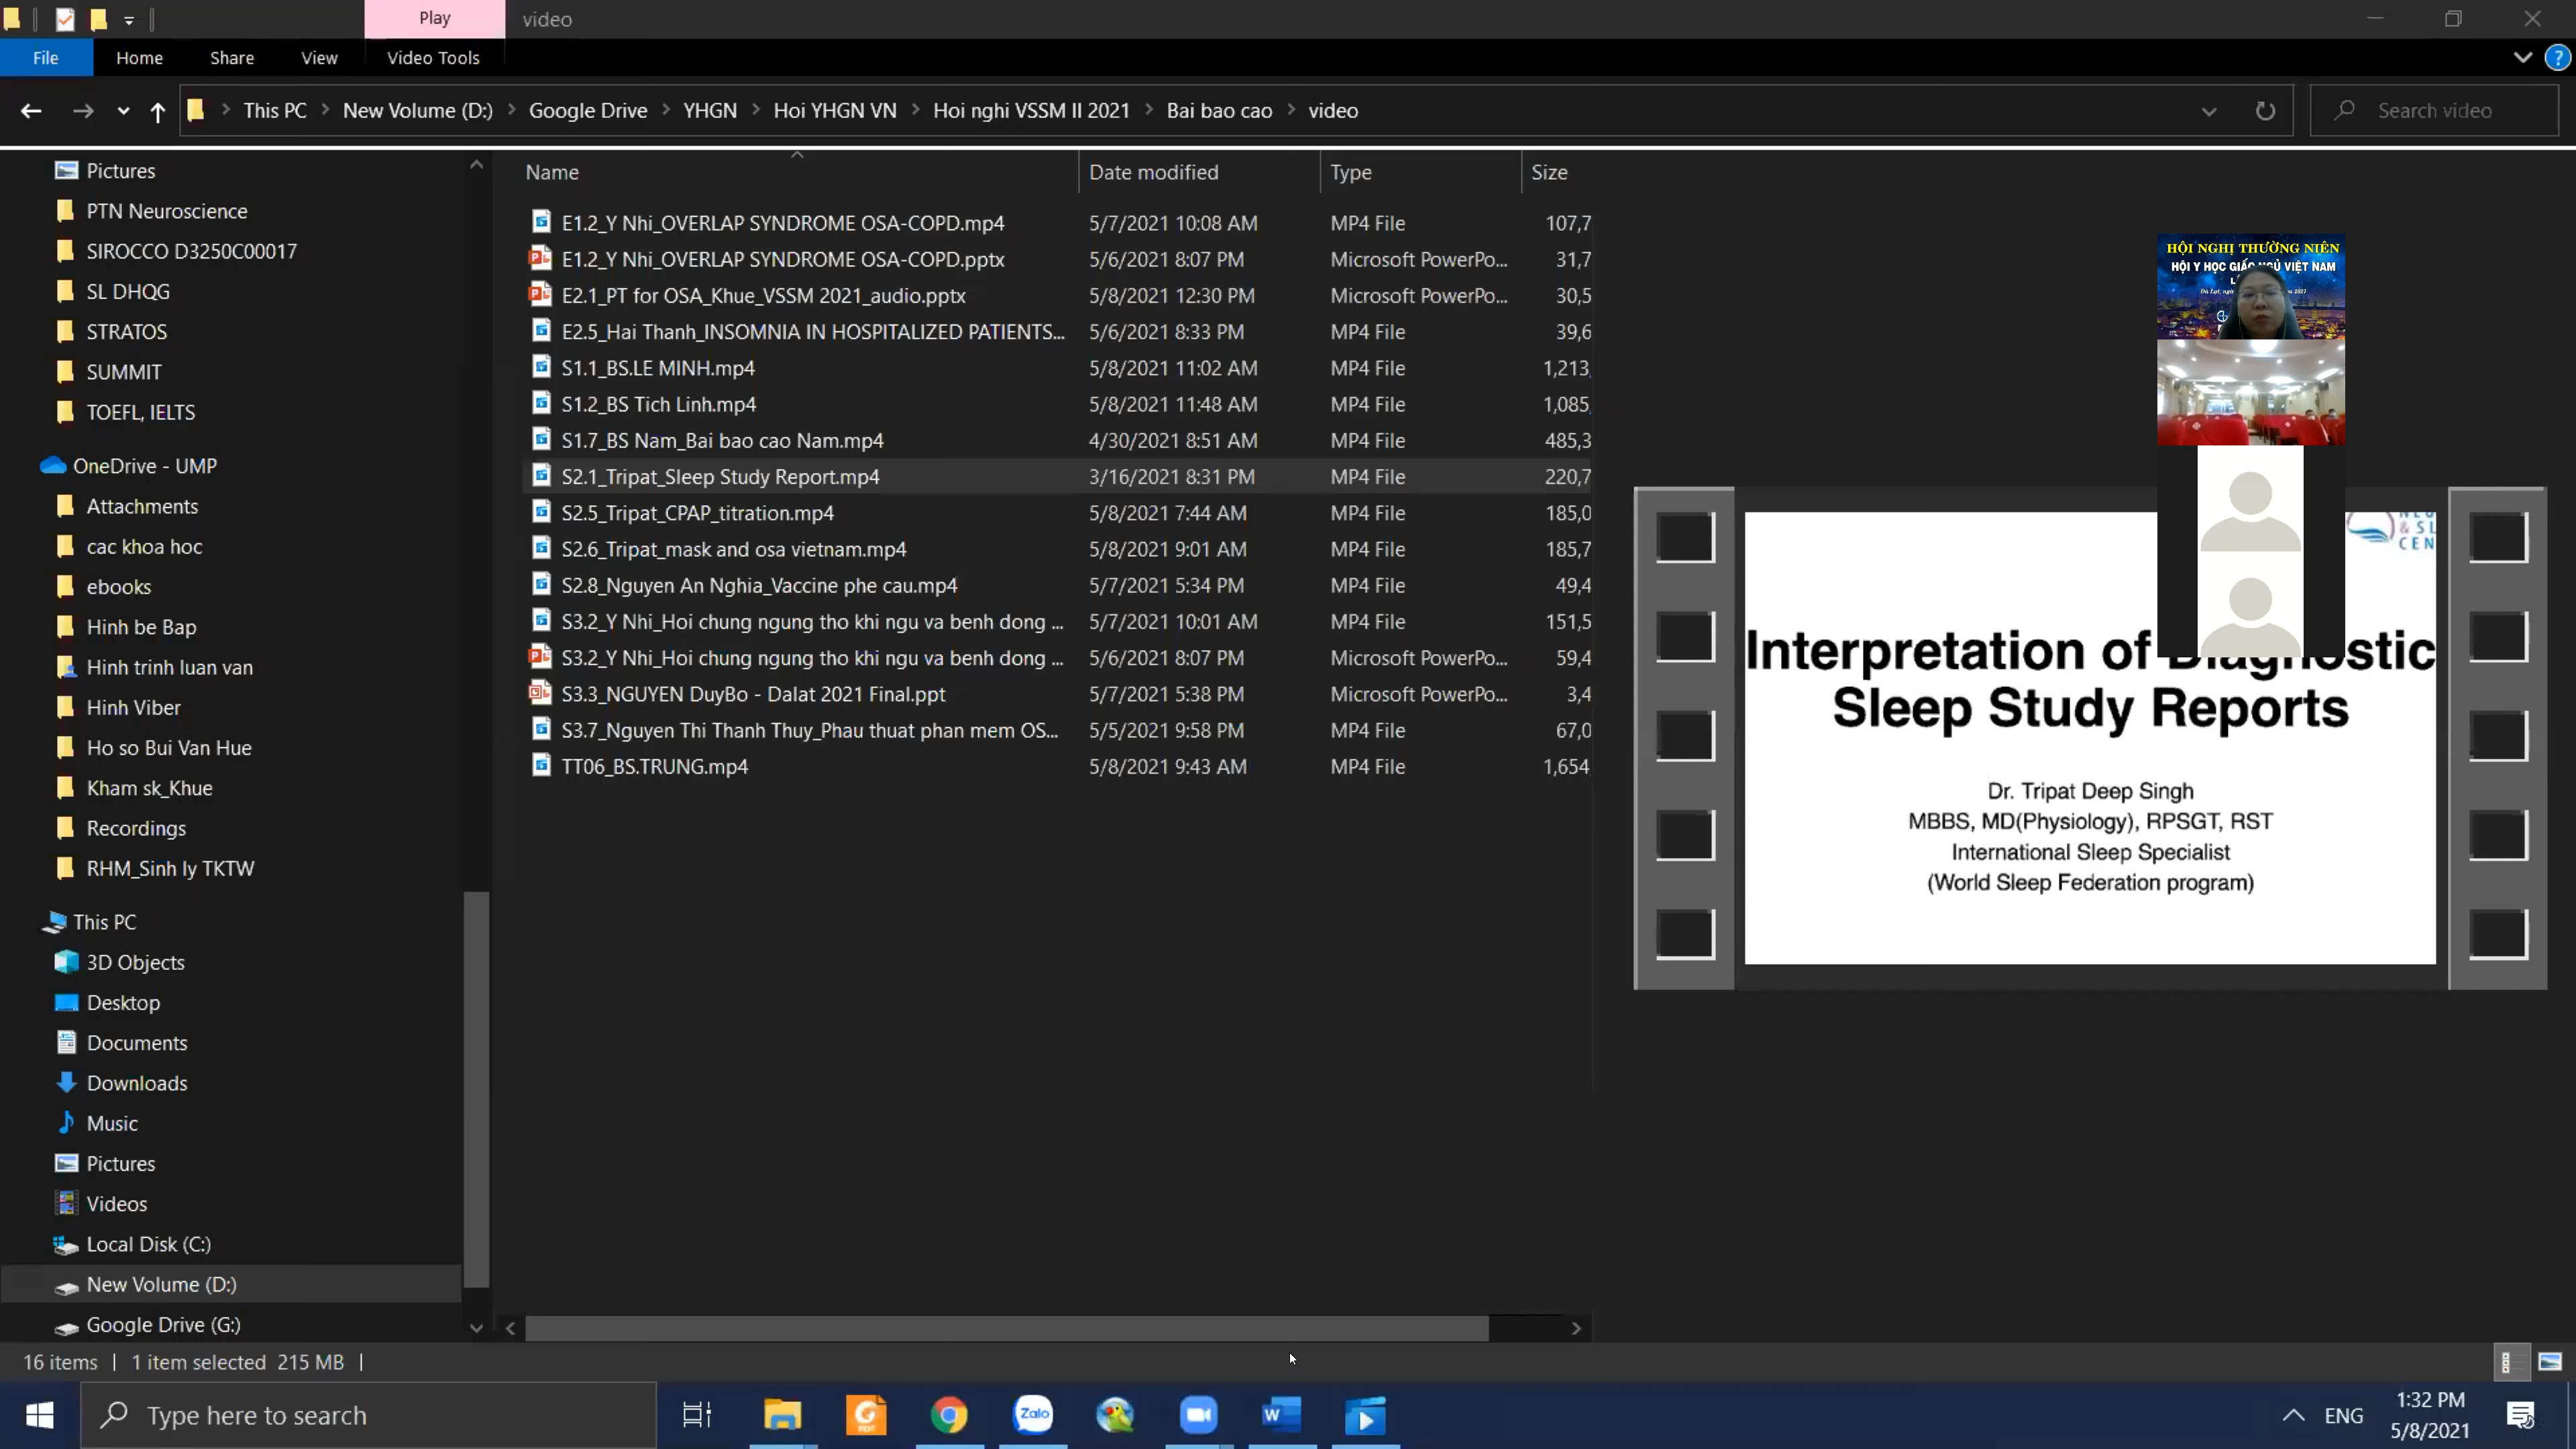 Play
video
File
Home
Share
View
Video Tools
This PC
New Volume (D:)
Google Drive
YHGN
Hoi YHGN VN
Hoi nghi VSSM II 2021
Bai bao cao
video
Search video
Pictures
PTN Neuroscience
SIROCCO D3250C00017
SL DHQG
STRATOS
SUMMIT
TOEFL, IELTS
OneDrive - UMP
Attachments
cac khoa hoc
ebooks
Hinh be Bap
Hinh trinh luan van
Hinh Viber
Ho so Bui Van Hue
Kham sk_Khue
Recordings
RHM_Sinh ly TKTW
This PC
3D Objects
Desktop
Documents
Downloads
Music
Pictures
Videos
Local Disk (C:)
New Volume (D:)
Google Drive (G:)
Name Date modified Type Size
E1.2_Y Nhi_OVERLAP SYNDROME OSA-COPD.mp4 5/7/2021 10:08 AM MP4 File 107,7
E1.2_Y Nhi_OVERLAP SYNDROME OSA-COPD.pptx 5/6/2021 8:07 PM Microsoft PowerPo... 31,7
E2.1_PT for OSA_Khue_VSSM 2021_audio.pptx 5/8/2021 12:30 PM Microsoft PowerPo... 30,5
E2.5_Hai Thanh_INSOMNIA IN HOSPITALIZED PATIENTS... 5/6/2021 8:33 PM MP4 File 39,6
S1.1_BS.LE MINH.mp4 5/8/2021 11:02 AM MP4 File 1,213,
S1.2_BS Tich Linh.mp4 5/8/2021 11:48 AM MP4 File 1,085,
S1.7_BS Nam_Bai bao cao Nam.mp4 4/30/2021 8:51 AM MP4 File 485,3
S2.1_Tripat_Sleep Study Report.mp4 3/16/2021 8:31 PM MP4 File 220,7
S2.5_Tripat_CPAP_titration.mp4 5/8/2021 7:44 AM MP4 File 185,0
S2.6_Tripat_mask and osa vietnam.mp4 5/8/2021 9:01 AM MP4 File 185,7
S2.8_Nguyen An Nghia_Vaccine phe cau.mp4 5/7/2021 5:34 PM MP4 File 49,4
S3.2_Y Nhi_Hoi chung ngung tho khi ngu va benh dong ... 5/7/2021 10:01 AM MP4 File 151,5
S3.2_Y Nhi_Hoi chung ngung tho khi ngu va benh dong ... 5/6/2021 8:07 PM Microsoft PowerPo... 59,4
S3.3_NGUYEN DuyBo - Dalat 2021 Final.ppt 5/7/2021 5:38 PM Microsoft PowerPo... 3,4
S3.7_Nguyen Thi Thanh Thuy_Phau thuat phan mem OS... 5/5/2021 9:58 PM MP4 File 67,0
TT06_BS.TRUNG.mp4 5/8/2021 9:43 AM MP4 File 1,654,
HỘI NGHỊ THƯỜNG NIÊN
HỘI Y HỌC GIẤC NGỦ VIỆT NAM
& SL
CEN
Interpretation of Diagnostic
Sleep Study Reports
Dr. Tripat Deep Singh
MBBS, MD(Physiology), RPSGT, RST
International Sleep Specialist
(World Sleep Federation program)
16 items
1 item selected 215 MB
Type here to search
Zalo
ENG
1:32 PM
5/8/2021